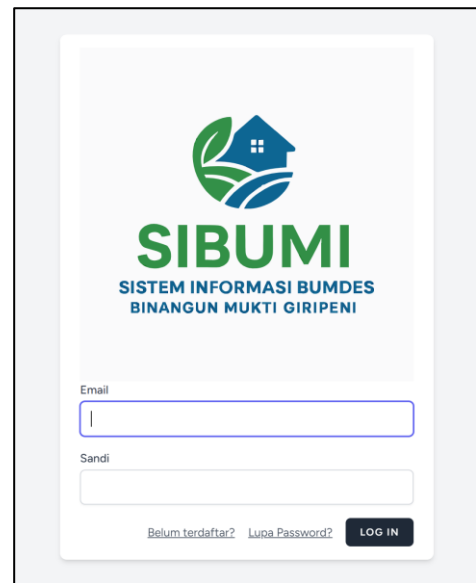 SIBUMI
SISTEM INFORMASI BUMDES
BINANGUN MUKTI GIRIPENI
Email
Sandi
Belum terdaftar? Lupa Password? LOG IN